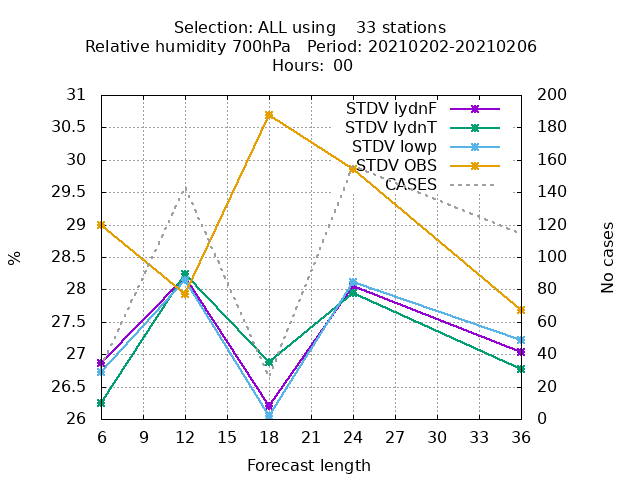 Selection: ALL using    33 stations
Relative humidity 700hPa   Period: 20210202-20210206
Hours:  00
STDV lydnF
STDV lydnT
STDV lowp
STDV OBS
CASES
31
30.5
30
29.5
29
28.5
28
27.5
27
26.5
26
200
180
160
140
120
100
80
60
40
20
0
%
No cases
6 9 12 15 18 21 24 27 30 33 36
Forecast length